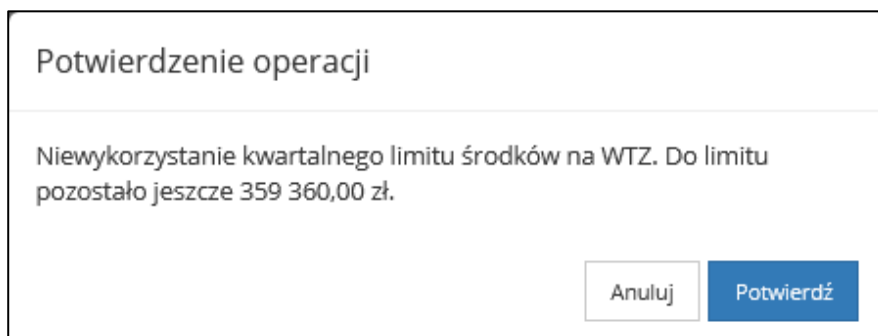 Potwierdzenie operacji
Niewykorzystanie kwartalnego limitu środków na WTZ. Do limitu
pozostało jeszcze 359 360,00 zł.
Anuluj Potwierdź